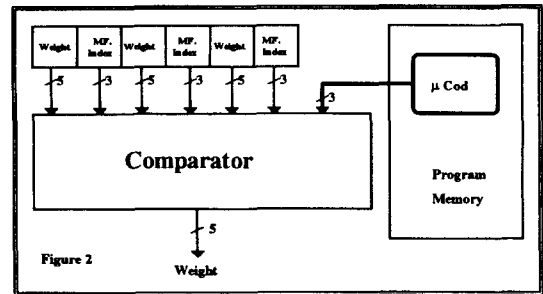 Weight MF. Index Weight MF. Index Weight MF. Index
5 3 5 3 5 3 3
μ Cod
Comparator
Program
Memory
5
Figure 2
Weight